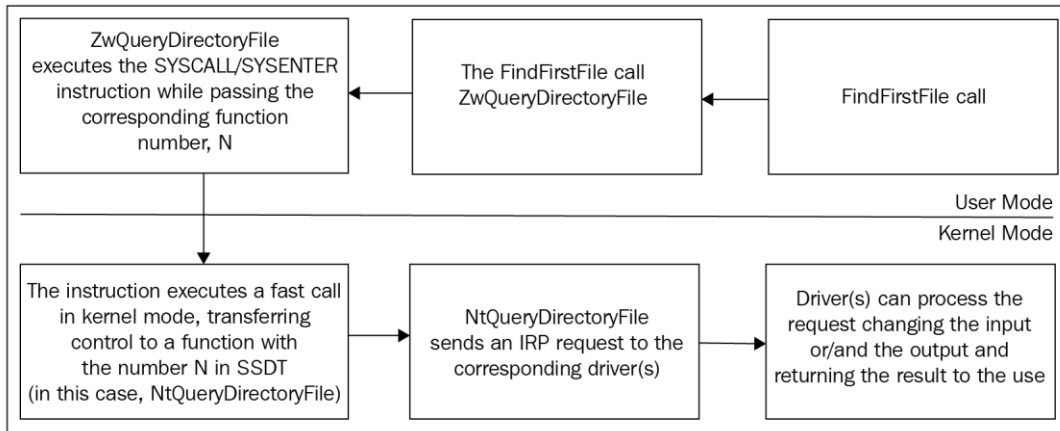 ZwQueryDirectoryFile
executes the SYSCALL/SYSENTER
instruction while passing the
corresponding function
number, N
The FindFirstFile call
ZwQueryDirectoryFile
FindFirstFile call
User Mode
Kernel Mode
The instruction executes a fast call
in kernel mode, transferring
control to a function with
the number N in SSDT
(in this case, NtQueryDirectoryFile)
NtQueryDirectoryFile
sends an IRP request to the
corresponding driver(s)
Driver(s) can process the
request changing the input
or/and the output and
returning the result to the use